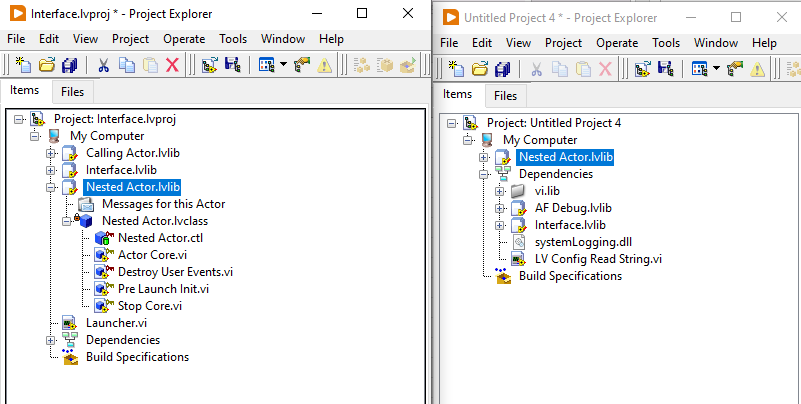 Interface.lvproj * - Project Explorer
File Edit View Project Operate Tools Window Help
Items Files
Project: Interface.lvproj
My Computer
Calling Actor.lvlib
Interface.lvlib
Nested Actor.lvlib
Messages for this Actor
Nested Actor.lvclass
Nested Actor.ctl
Actor Core.vi
Destroy User Events.vi
Pre Launch Init.vi
Stop Core.vi
Launcher.vi
Dependencies
Build Specifications
Untitled Project 4 * - Project Explorer
File Edit View Project Operate Tools Window Help
Items Files
Project: Untitled Project 4
My Computer
Nested Actor.lvlib
Dependencies
vi.lib
AF Debug.lvlib
Interface.lvlib
systemLogging.dll
LV Config Read String.vi
Build Specifications